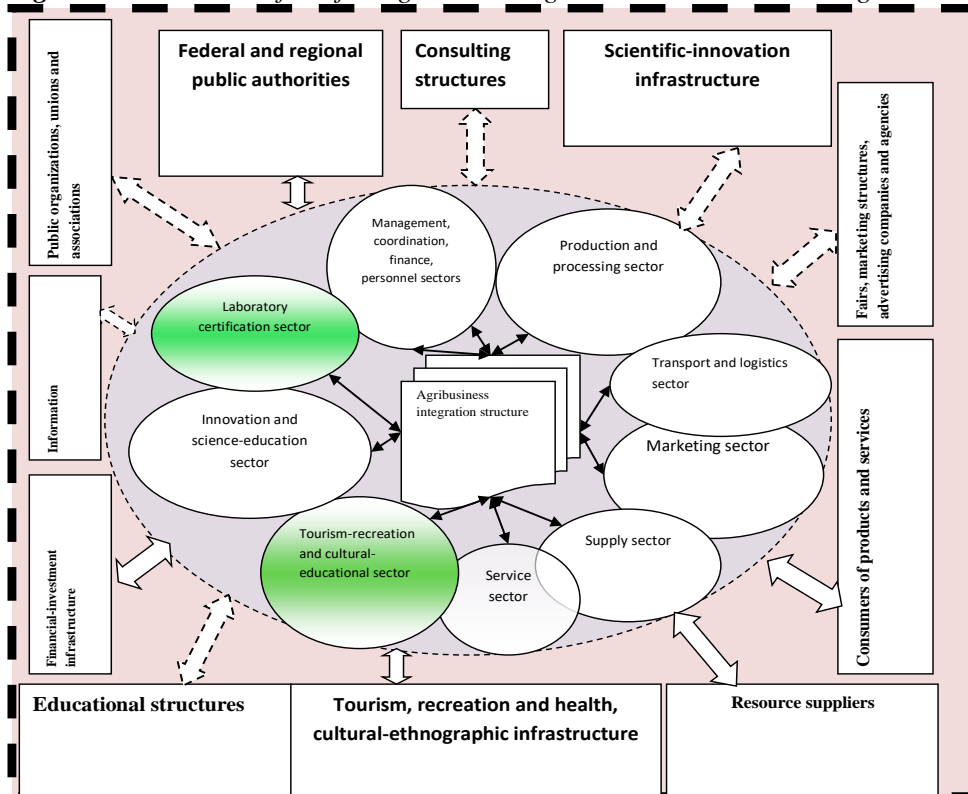 Federal and regional
public authorities
Consulting
structures
Scientific-innovation
infrastructure
Public organizations, unions and
associations
Fairs, marketing structures,
advertising companies and agencies
Management,
coordination,
finance,
personnel sectors
Production and
processing sector
Laboratory
certification sector
Transport and logistics
sector
Agribusiness
integration structure
Information
Innovation and
science-education
sector
Marketing sector
Consumers of products and services
Tourism-recreation
and cultural-
educational sector
Supply sector
Service
sector
Financial-investment
infrastructure
Educational structures
Tourism, recreation and health,
cultural-ethnographic infrastructure
Resource suppliers